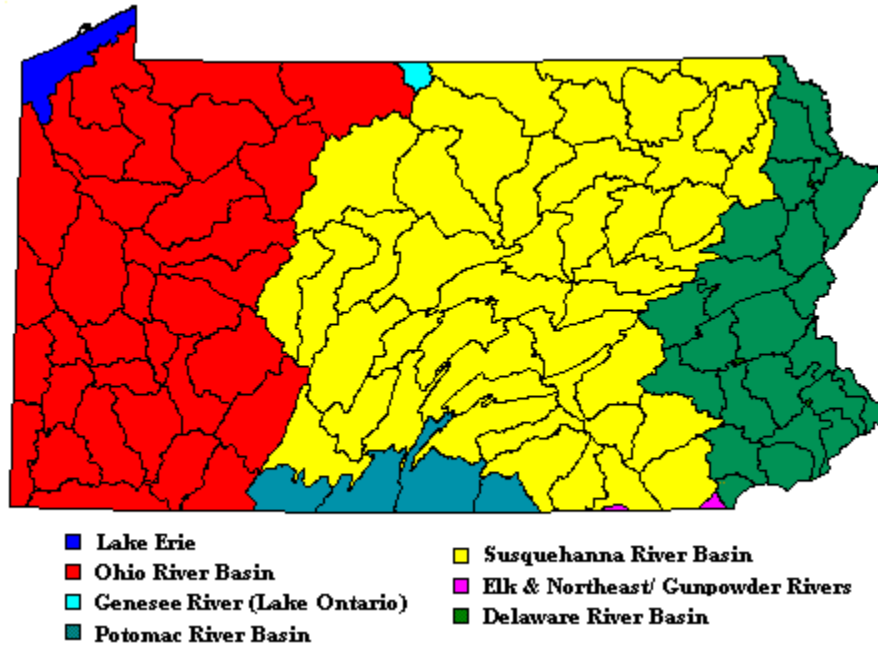 Lake Erie
Ohio River Basin
Genesee River (Lake Ontario)
Potomac River Basin
Susquehanna River Basin
Elk & Northeast/ Gunpowder Rivers
Delaware River Basin